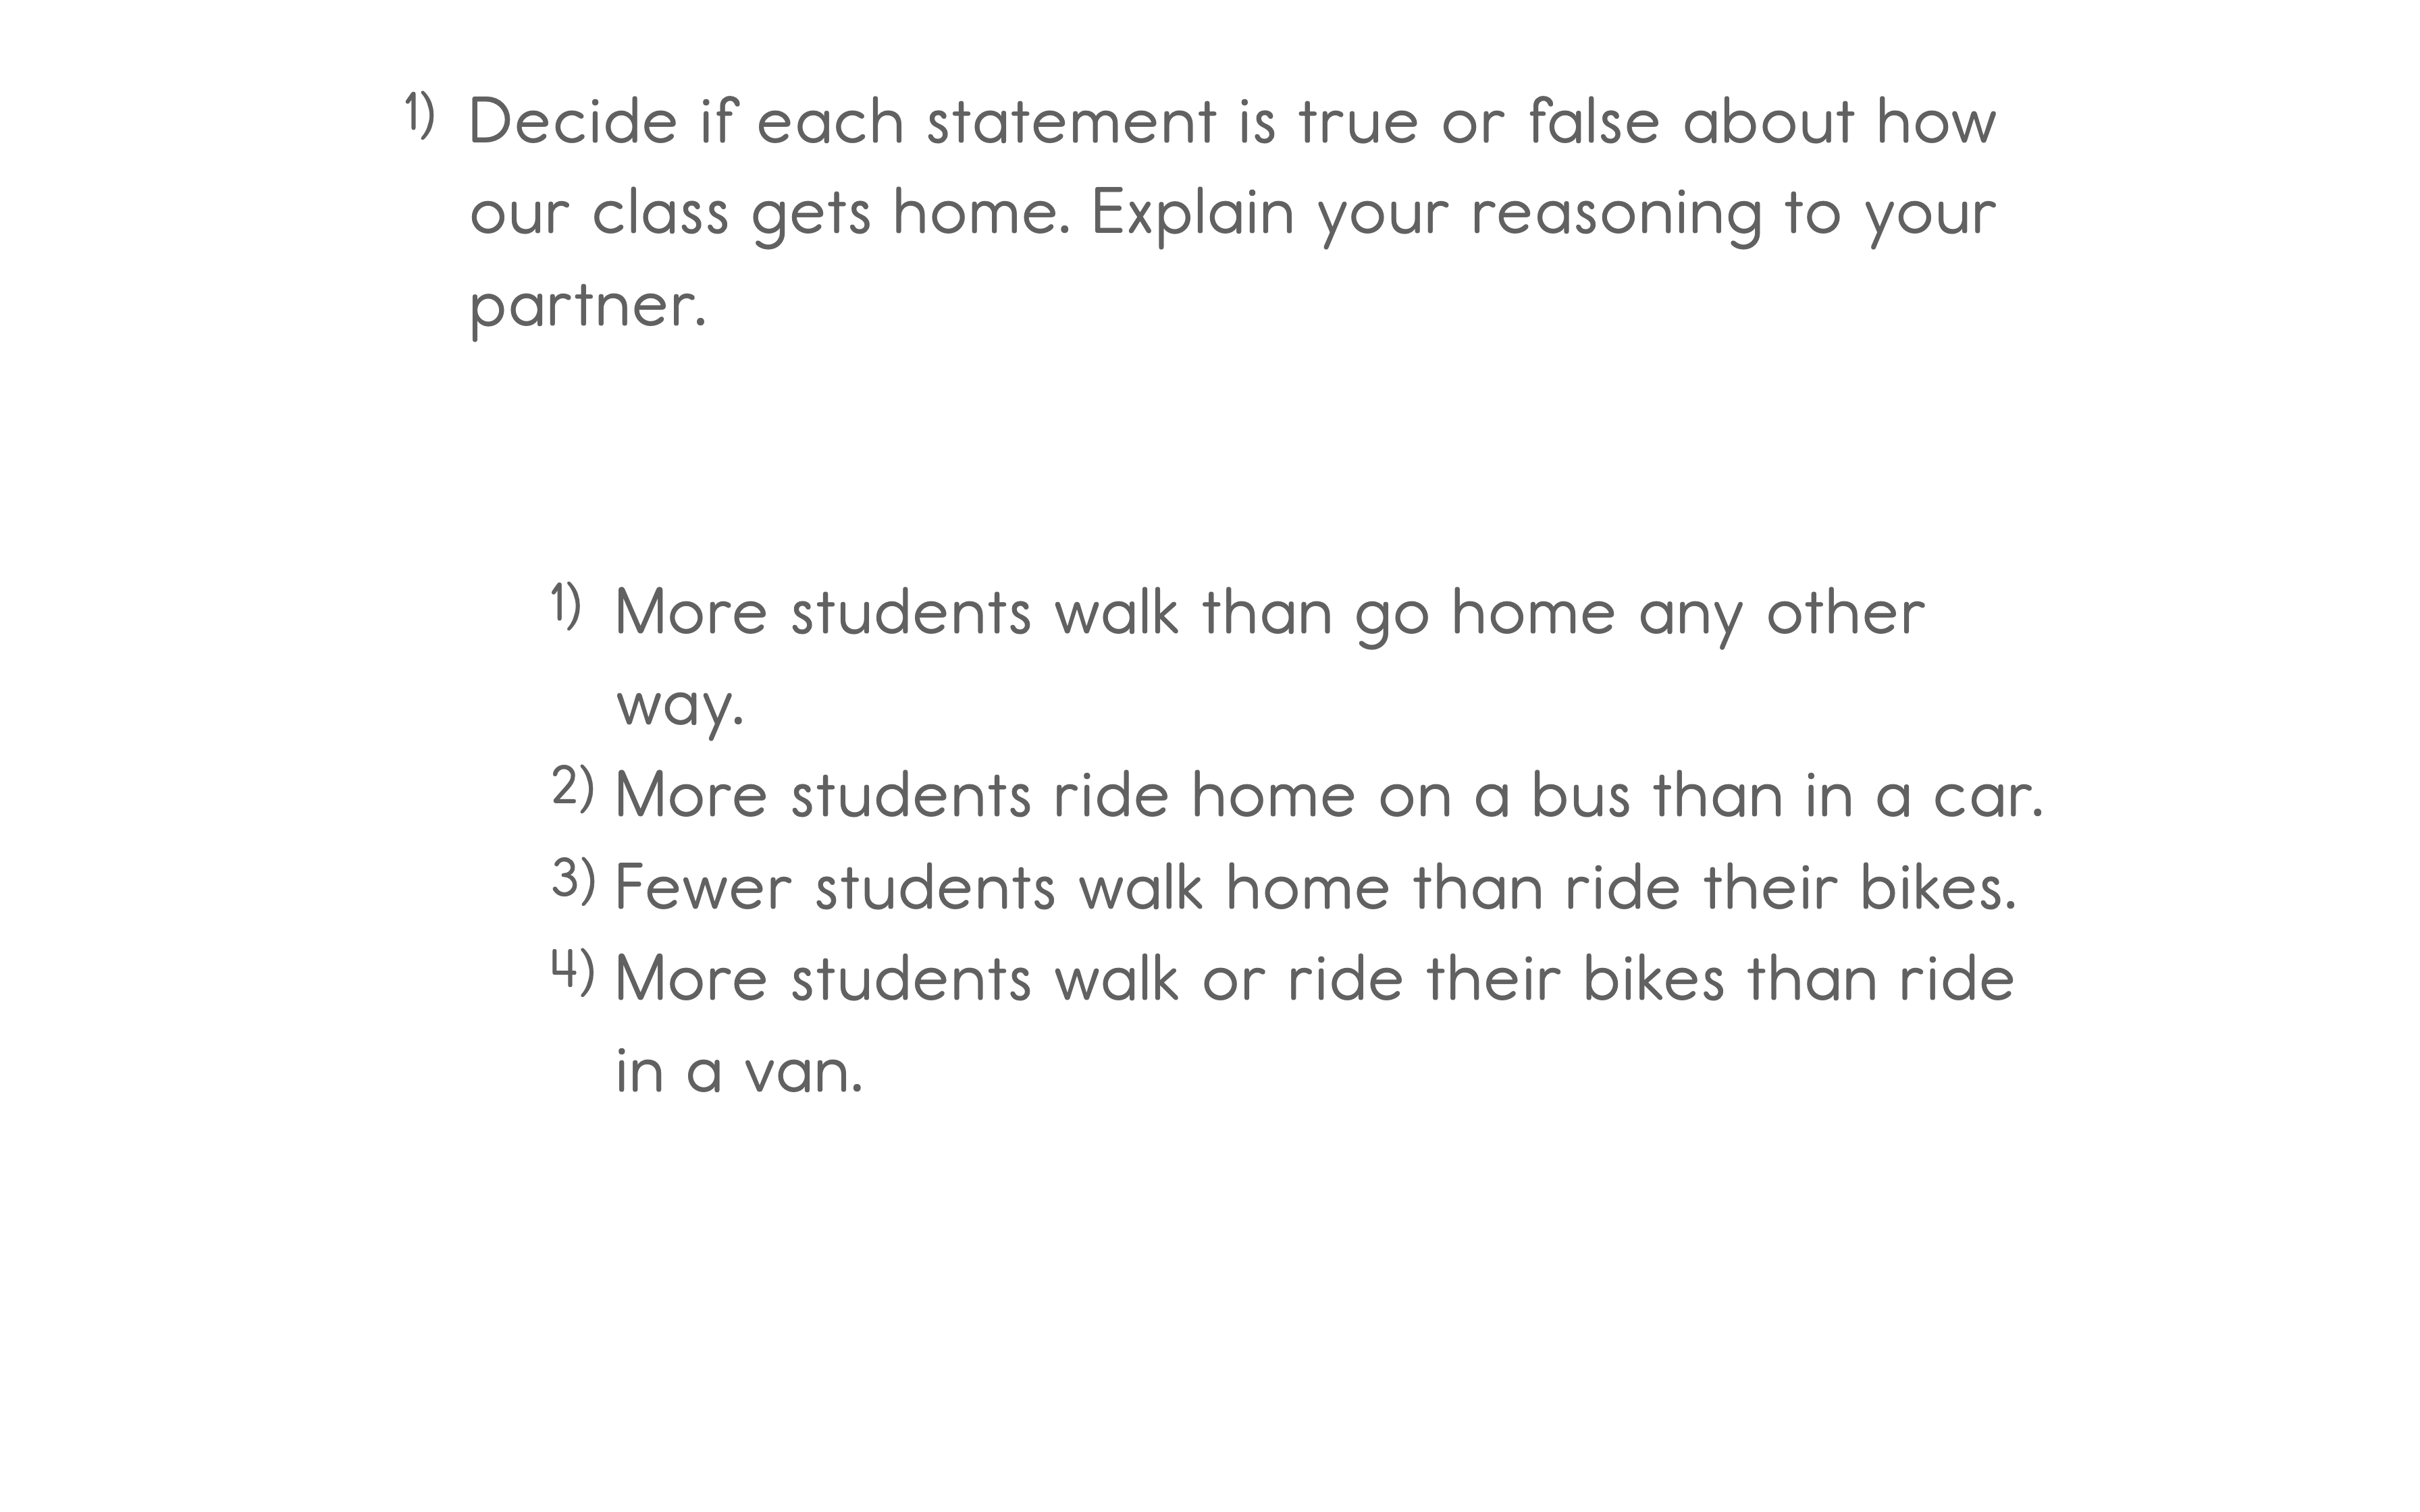 1) Decide if each statement is true or false about how
our class gets home. Explain your reasoning to your
partner.
1) More students walk than go home any other
way.
2) More students ride home on a bus than in a car.
3) Fewer students walk home than ride their bikes.
4) More students walk or ride their bikes than ride
in a van.